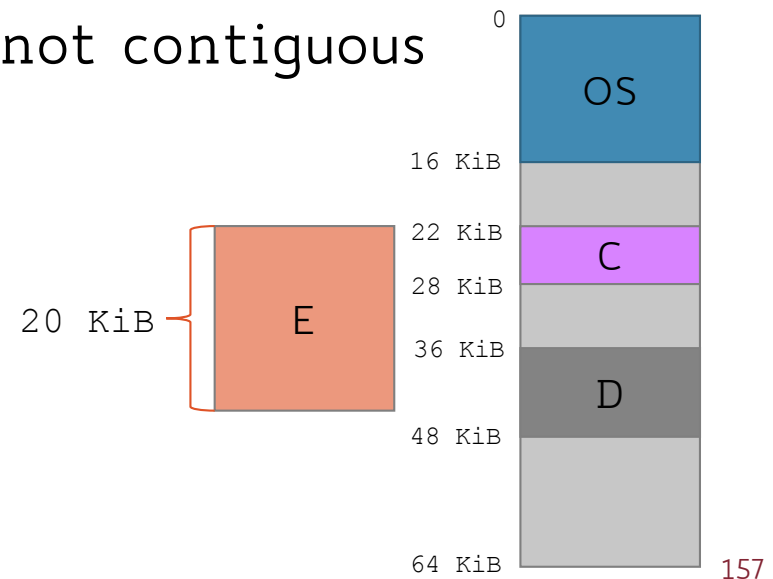 not contiguous
0
OS
16 KiB
22 KiB
C
28 KiB
20 KiB
E
36 KiB
D
48 KiB
64 KiB
157